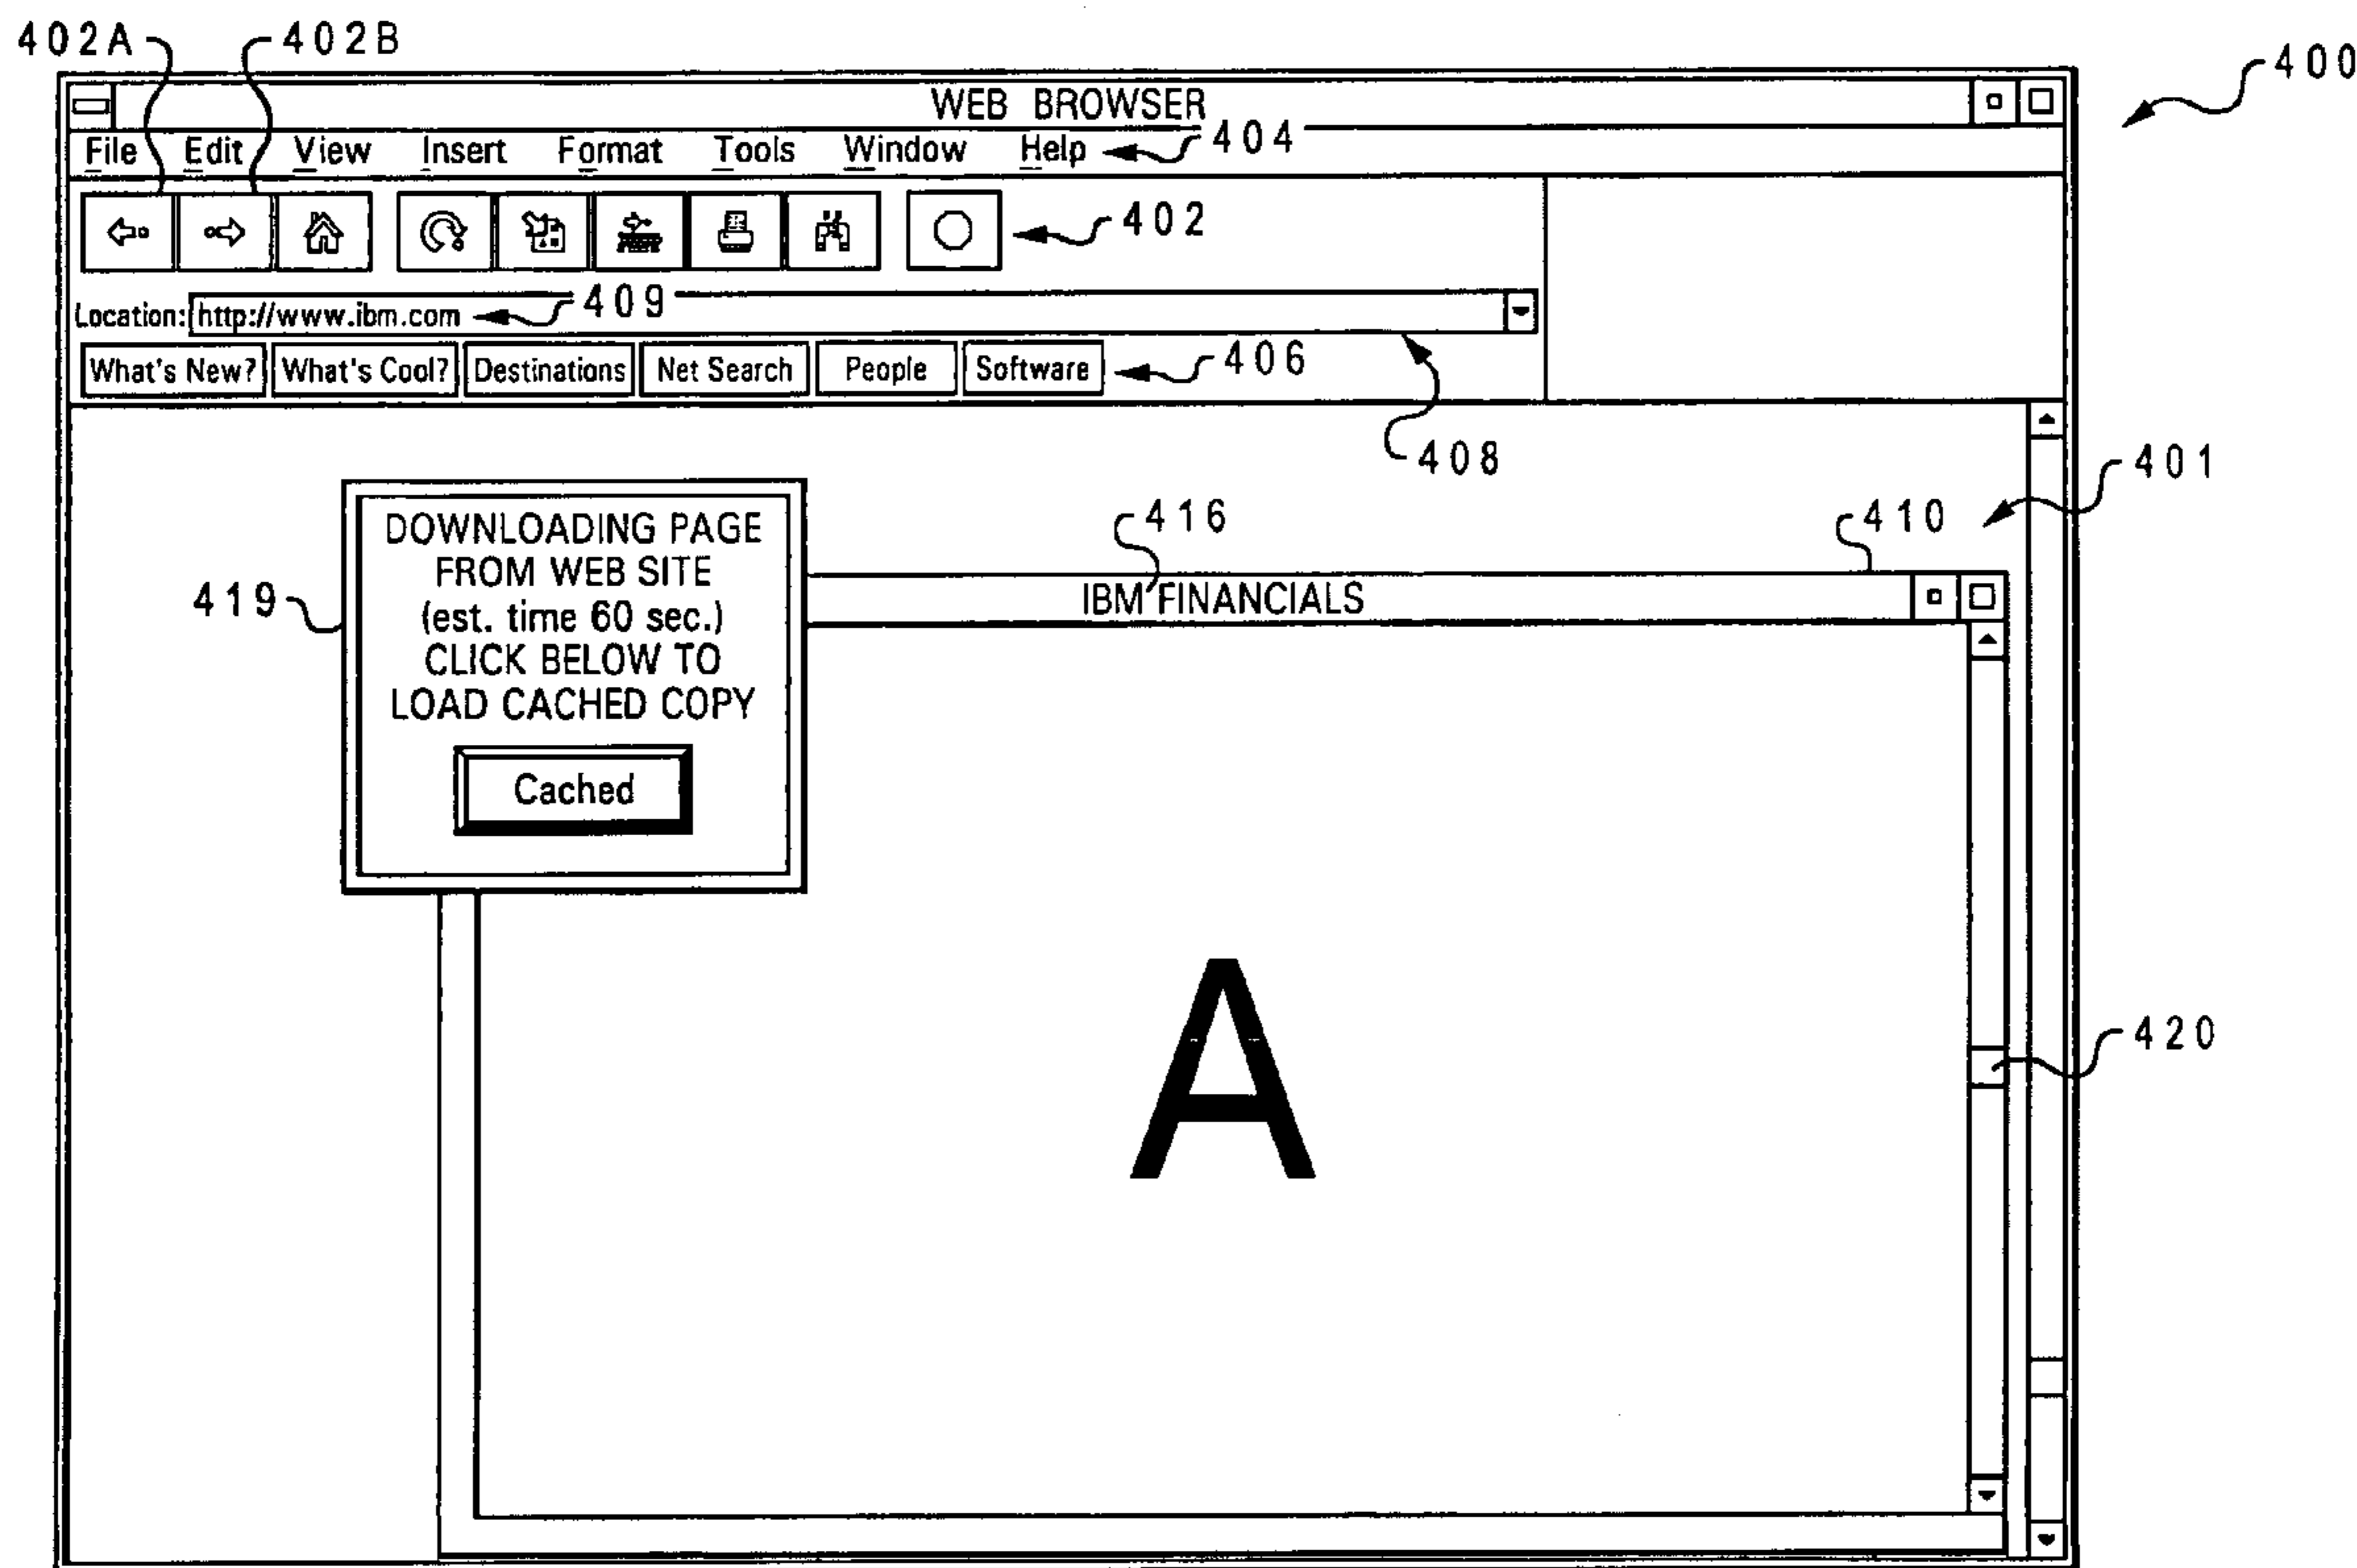 402A 402B
400
WEB BROWSER
File Edit View Insert Format Tools Window Help 404
402
Location: http://www.ibm.com 409
What's New? What's Cool? Destinations Net Search People Software 406
408
401
416
410
DOWNLOADING PAGE
FROM WEB SITE
(est. time 60 sec.)
CLICK BELOW TO
LOAD CACHED COPY
Cached
419
IBM FINANCIALS
A
420